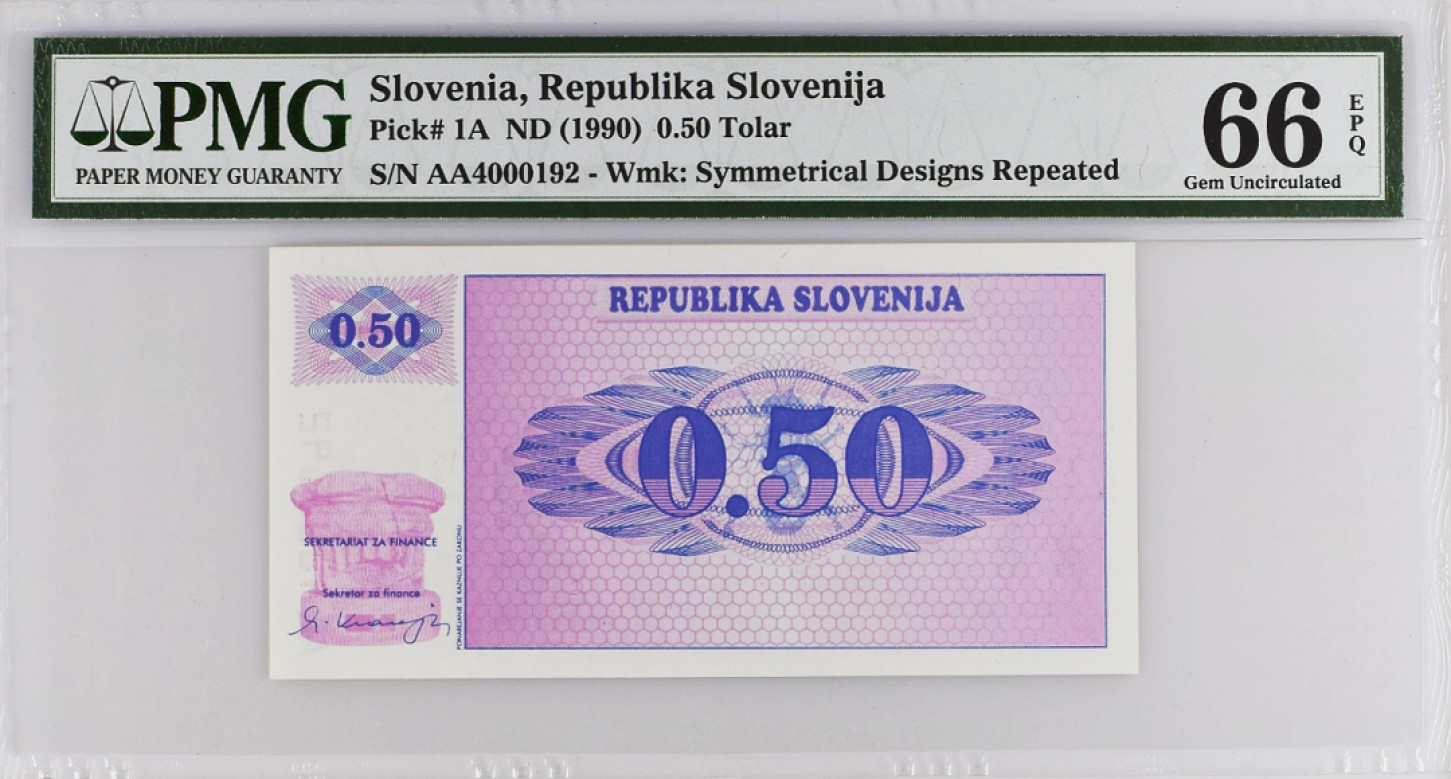 PMG
PAPER MONEY GUARANTY
Slovenia, Republika Slovenija
Pick# 1A ND (1990) 0.50 Tolar
S/N AA4000192 - Wmk: Symmetrical Designs Repeated
66
EPQ
Gem Uncirculated
0.50
REPUBLIKA SLOVENIJA
0.50
SEKRETARIAT ZA FINANCE
Sekretar za finance
PONAREJANJE SE KAZNUJE PO ZAKONU